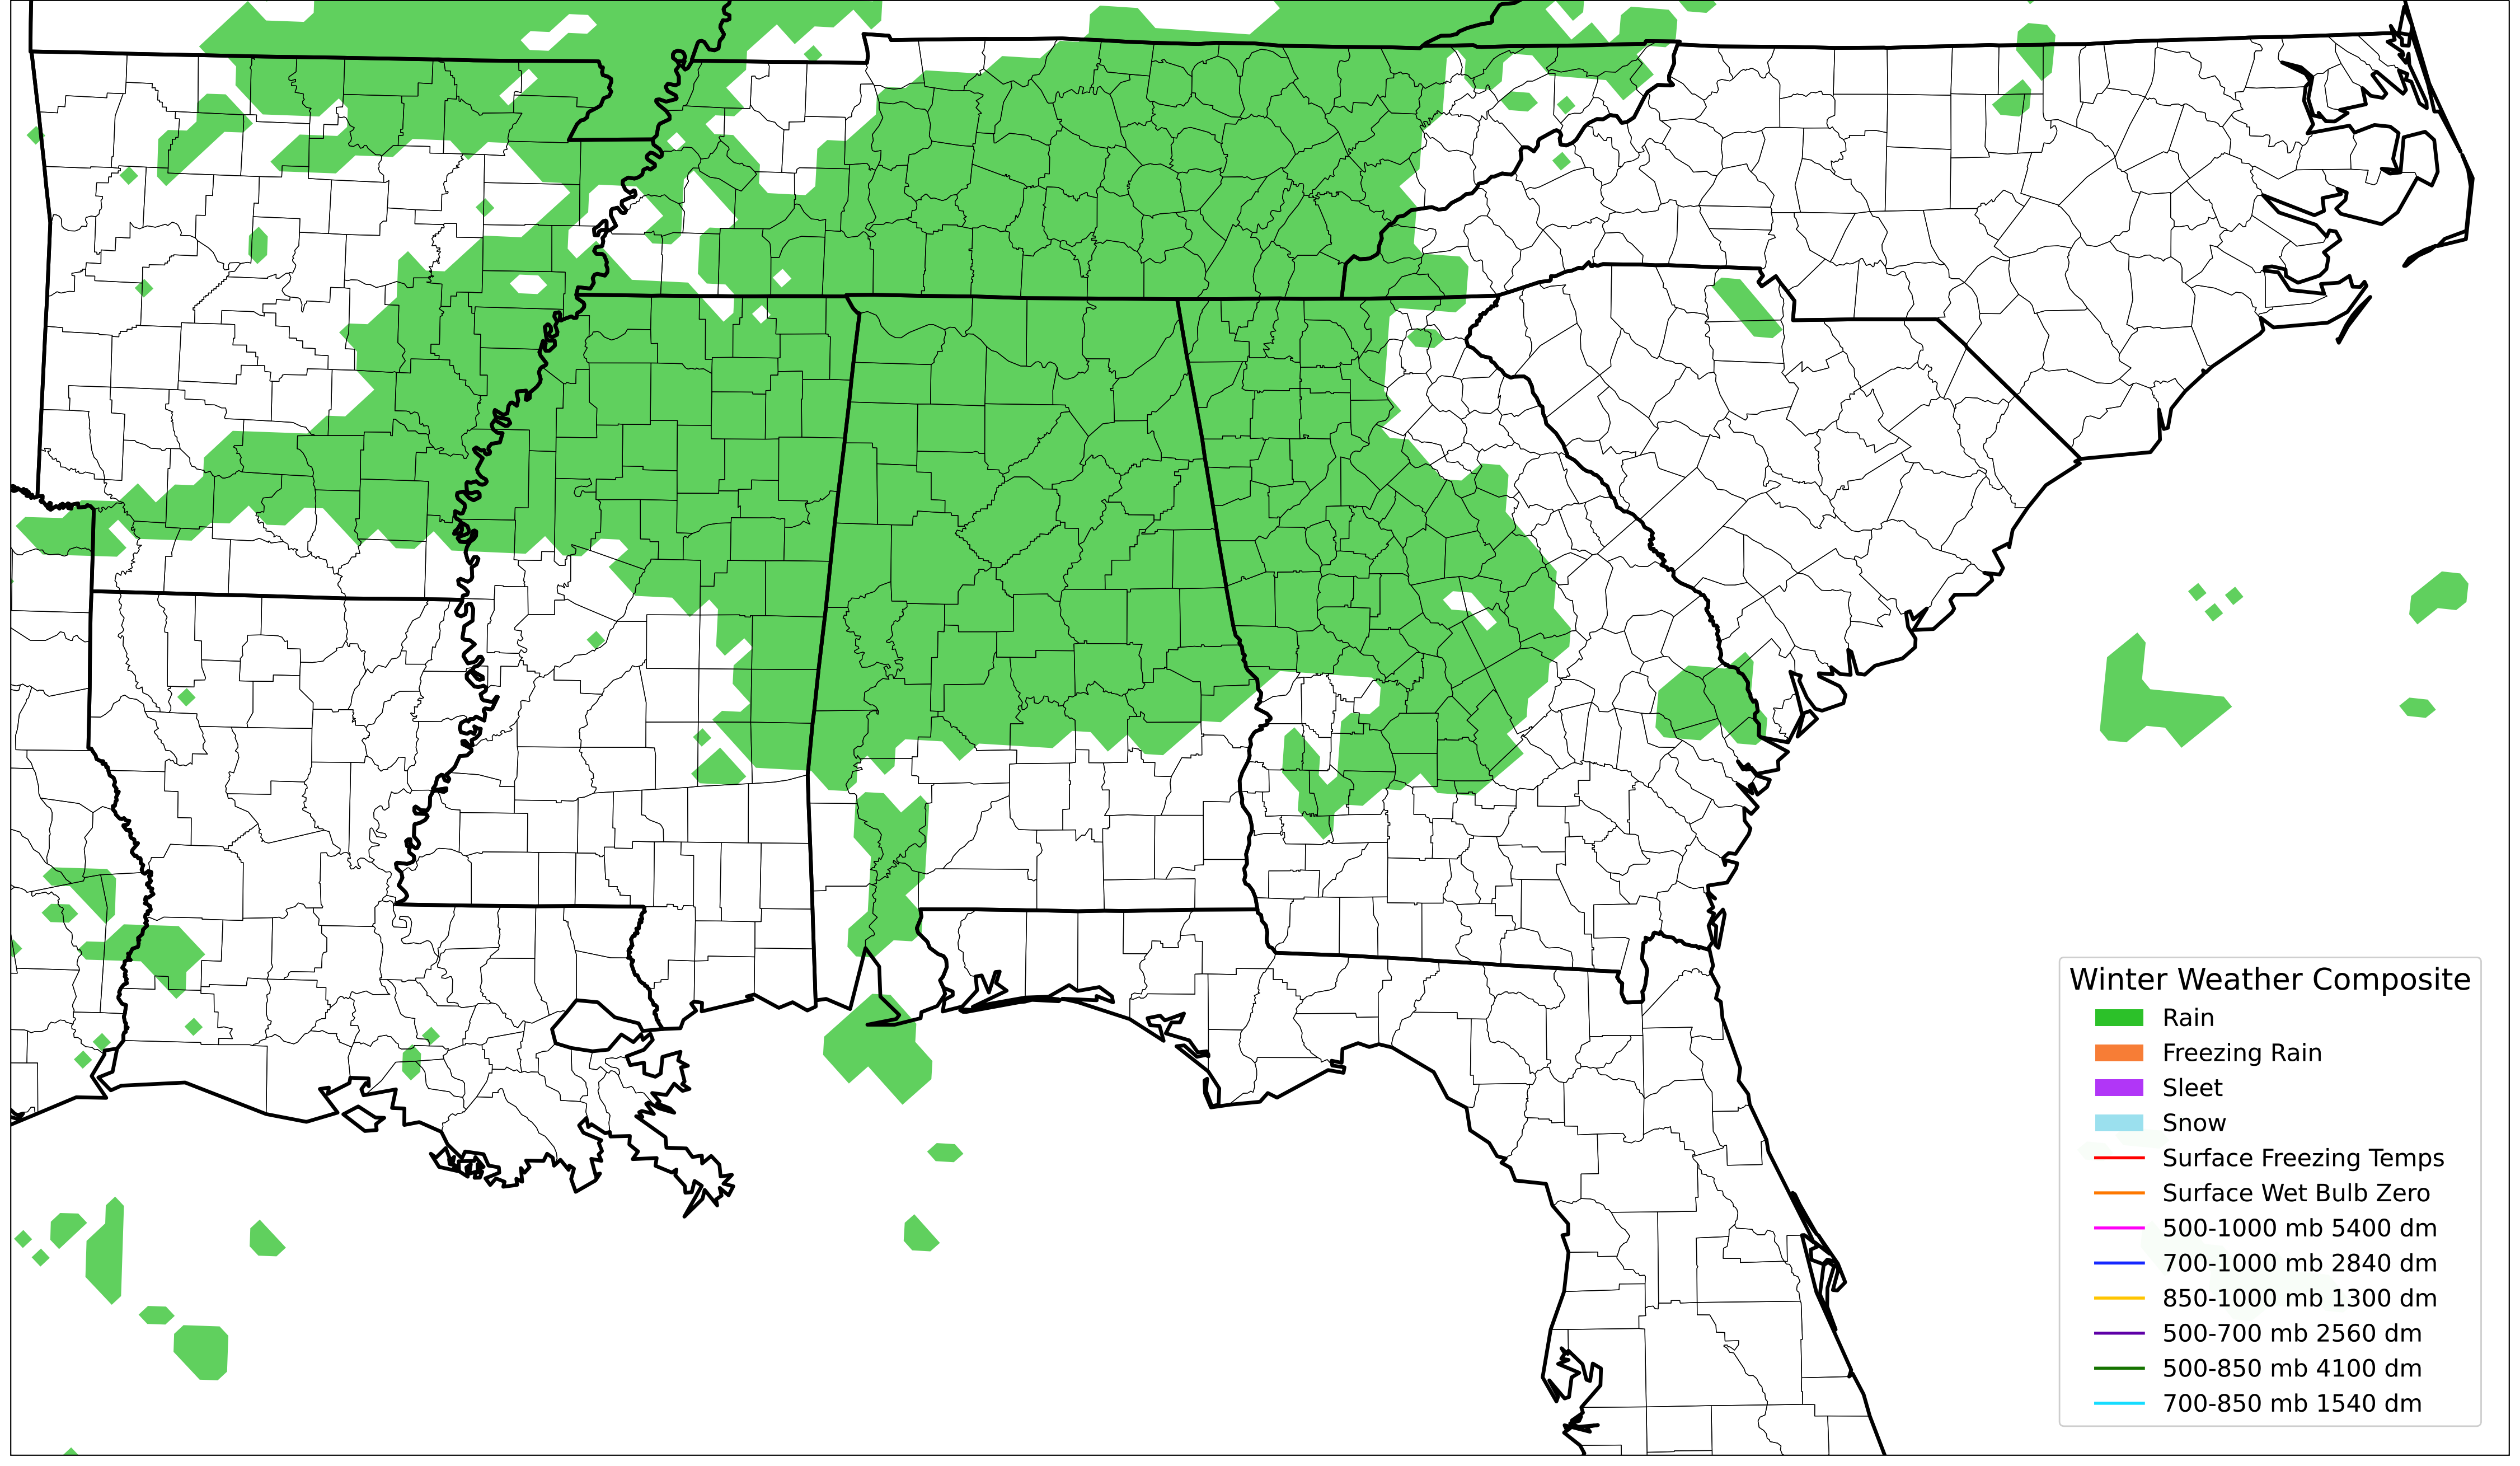 Winter Weather Composite
Rain
Freezing Rain
Sleet
Snow
Surface Freezing Temps
Surface Wet Bulb Zero
500-1000 mb 5400 dm
700-1000 mb 2840 dm
850-1000 mb 1300 dm
500-700 mb 2560 dm
500-850 mb 4100 dm
700-850 mb 1540 dm